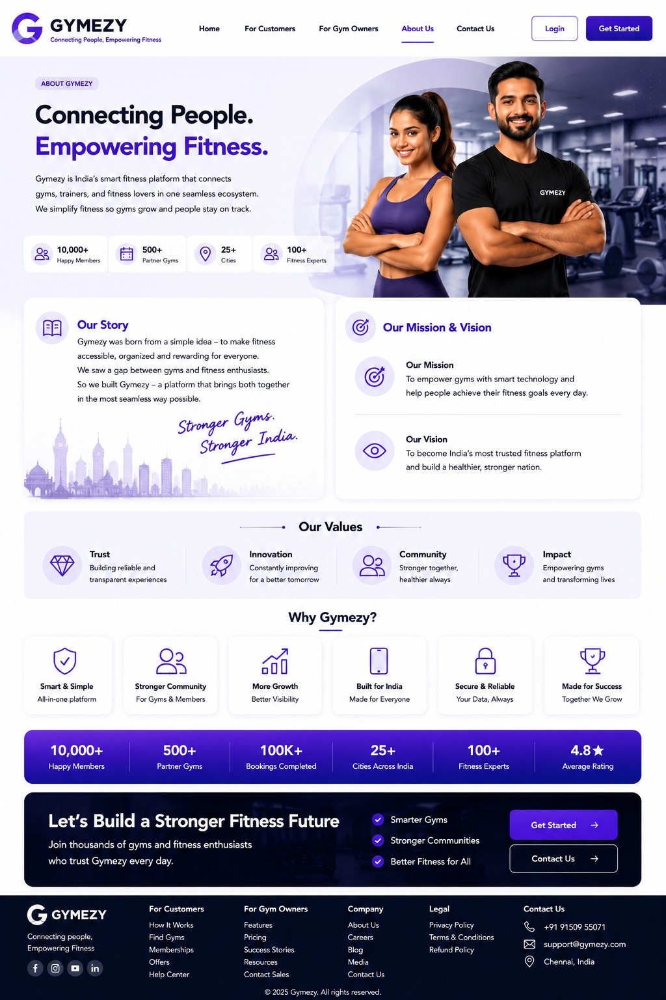 GYMEZY
Connecting People, Empowering Fitness
Home
For Customers
For Gym Owners
About Us
Contact Us
Login
Get Started
ABOUT GYMEZY
Connecting People.
Empowering Fitness.
Gymezy is India's smart fitness platform that connects
gyms, trainers, and fitness lovers in one seamless ecosystem.
We simplify fitness so gyms grow and people stay on track.
GYMEZY
10,000+
Happy Members
500+
Partner Gyms
25+
Cities
100+
Fitness Experts
Our Story
Gymezy was born from a simple idea – to make fitness
accessible, organized and rewarding for everyone.
We saw a gap between gyms and fitness enthusiasts.
So we built Gymezy – a platform that brings both together
in the most seamless way possible.
Stronger Gyms.
Stronger India.
Our Mission & Vision
Our Mission
To empower gyms with smart technology and
help people achieve their fitness goals every day.
Our Vision
To become India's most trusted fitness platform
and build a healthier, stronger nation.
Our Values
Trust
Building reliable and
transparent experiences
Innovation
Constantly improving
for a better tomorrow
Community
Stronger together,
healthier always
Impact
Empowering gyms
and transforming lives
Why Gymezy?
Smart & Simple
All-in-one platform
Stronger Community
For Gyms & Members
More Growth
Better Visibility
Built for India
Made for Everyone
Secure & Reliable
Your Data, Always
Made for Success
Together We Grow
10,000+
Happy Members
500+
Partner Gyms
100K+
Bookings Completed
25+
Cities Across India
100+
Fitness Experts
4.8★
Average Rating
Let's Build a Stronger Fitness Future
Join thousands of gyms and fitness enthusiasts
who trust Gymezy every day.
Smarter Gyms
Stronger Communities
Better Fitness for All
Get Started →
Contact Us →
GYMEZY
Connecting people,
Empowering Fitness
For Customers
How It Works
Find Gyms
Memberships
Offers
Help Center
For Gym Owners
Features
Pricing
Success Stories
Resources
Contact Sales
Company
About Us
Careers
Blog
Media
Contact Us
Legal
Privacy Policy
Terms & Conditions
Refund Policy
Contact Us
+91 91509 55071
support@gymezy.com
Chennai, India
© 2025 Gymezy. All rights reserved.